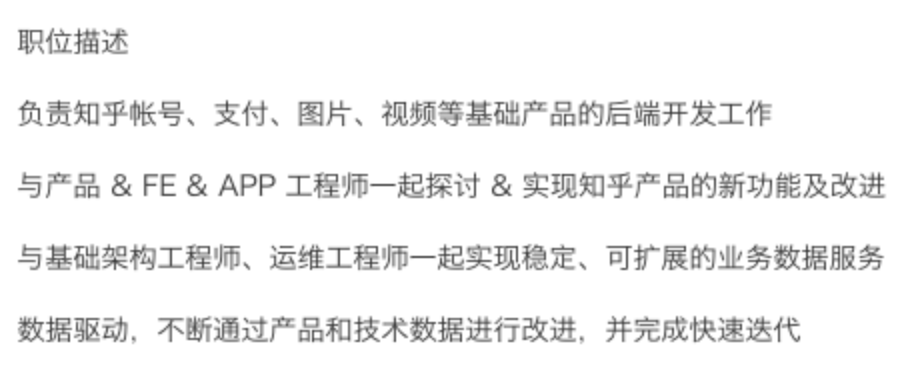 职位描述
负责知乎帐号、支付、图片、视频等基础产品的后端开发工作
与产品 & FE & APP 工程师一起探讨 & 实现知乎产品的新功能及改进
与基础架构工程师、运维工程师一起实现稳定、可扩展的业务数据服务
数据驱动，不断通过产品和技术数据进行改进，并完成快速迭代